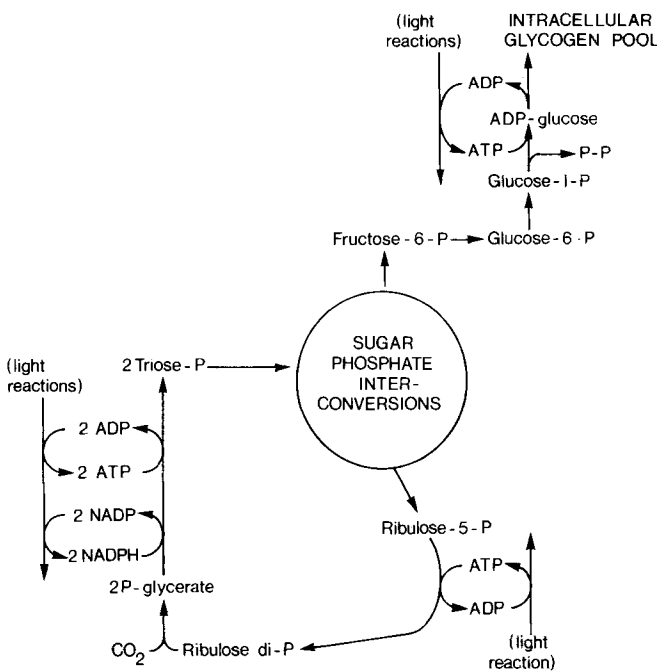 (light
reactions)
INTRACELLULAR
GLYCOGEN POOL
ADP
ADP-glucose
ATP
P-P
Glucose-1-P
Fructose-6-P
Glucose-6-P
SUGAR
PHOSPHATE
INTER-
CONVERSIONS
2 Triose-P
(light
reactions)
2 ADP
2 ATP
2 NADP
2 NADPH
2P-glycerate
CO2
Ribulose di-P
Ribulose-5-P
ATP
ADP
(light
reaction)